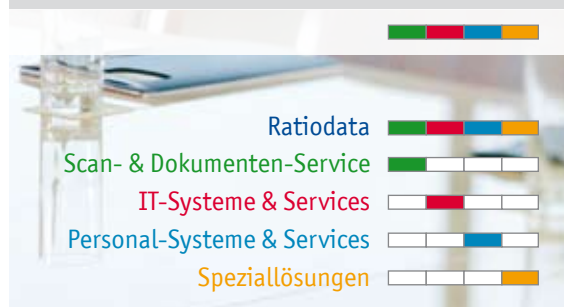 Ratiodata
Scan- & Dokumenten-Service
IT-Systeme & Services
Personal-Systeme & Services
Speziallösungen